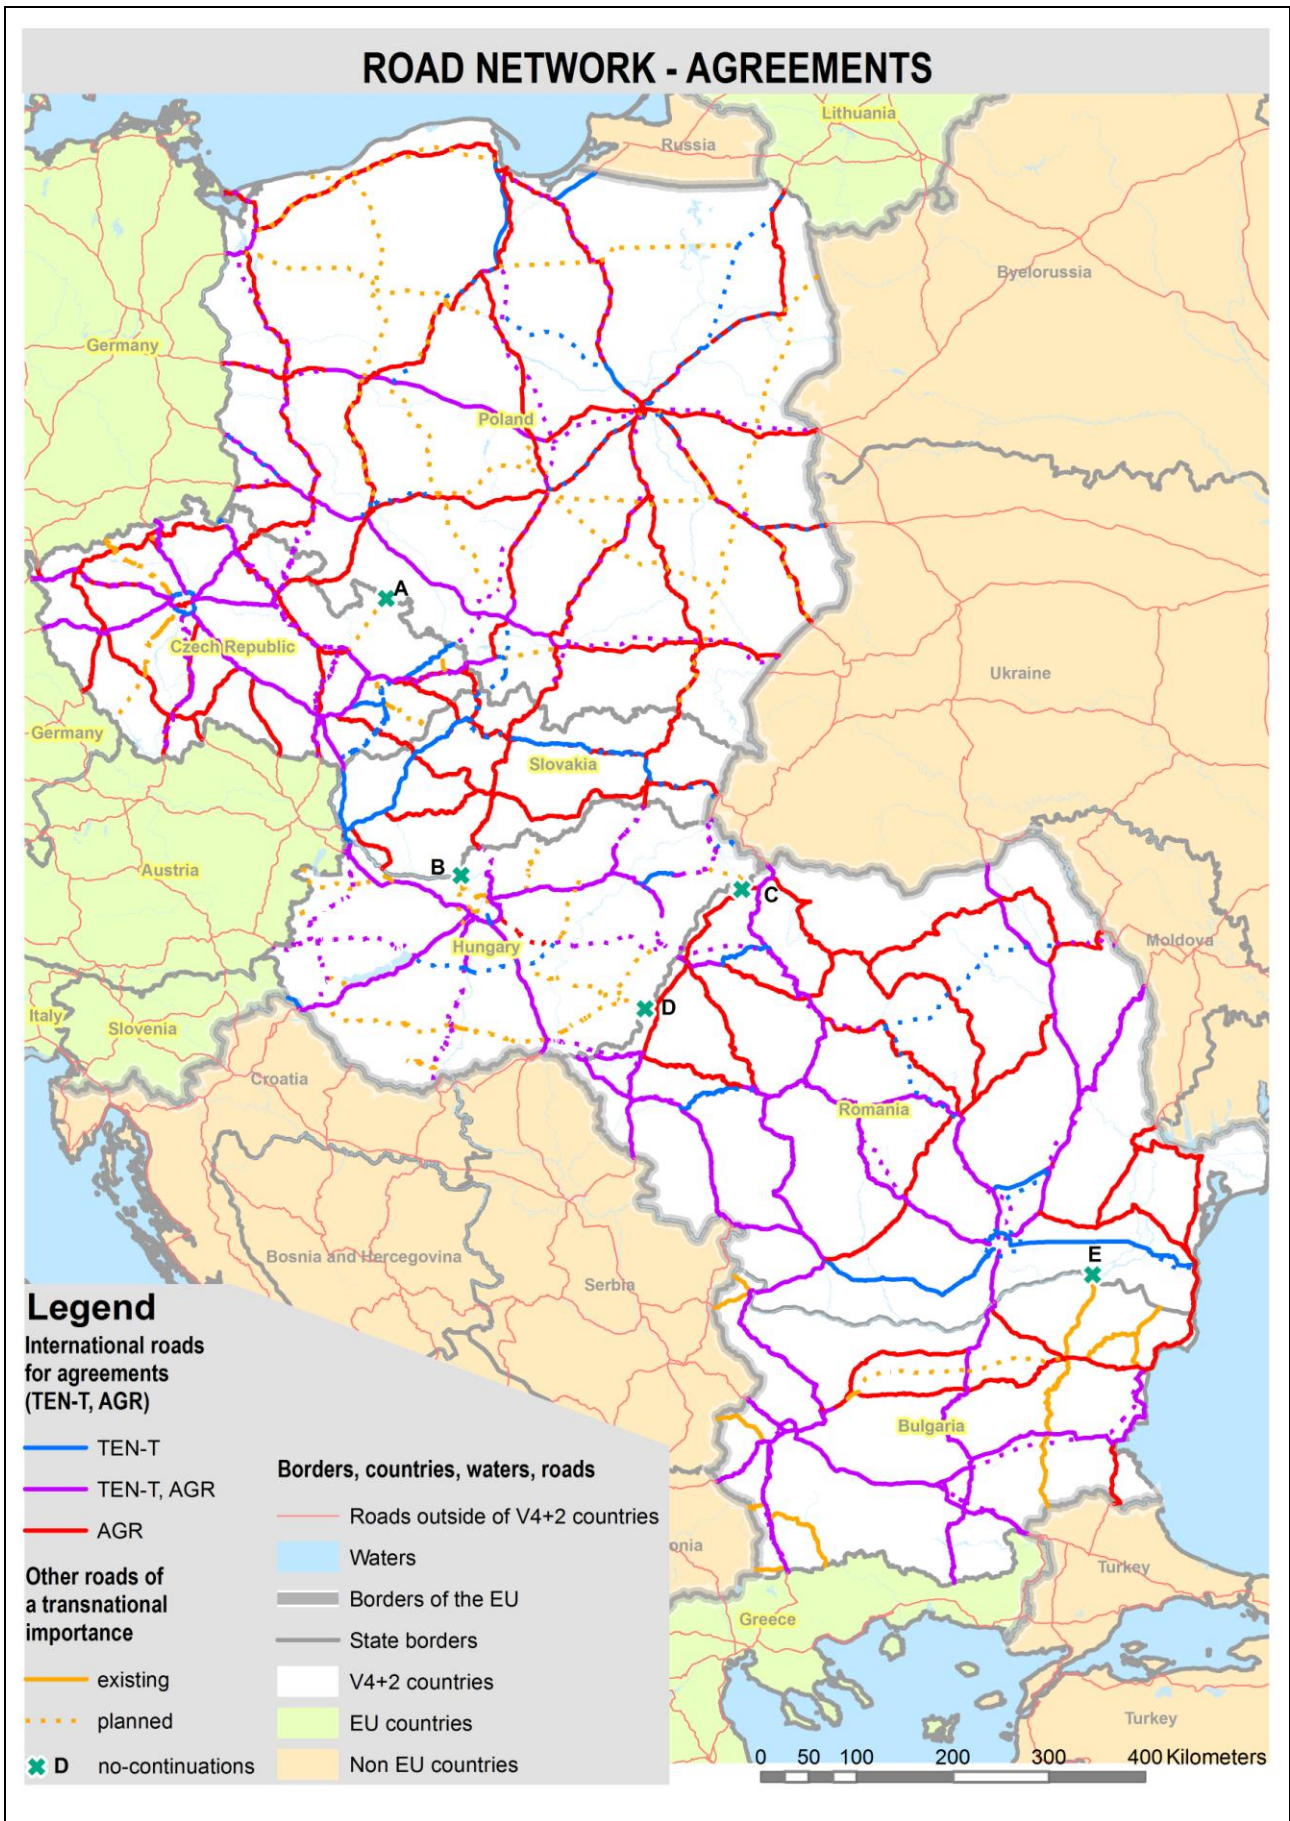 ROAD NETWORK - AGREEMENTS
Lithuania
Russia
Byelorussia
Germany
Poland
A
Czech Republic
Ukraine
Germany
Slovakia
Austria
B
C
Moldova
Hungary
D
Italy
Slovenia
Croatia
Romania
Bosnia and Hercegovina
Serbia
E
Bulgaria
onia
Turkey
Greece
Turkey
Legend
International roads
for agreements
(TEN-T, AGR)
TEN-T
TEN-T, AGR
AGR
Other roads of
a transnational
importance
existing
planned
D no-continuations
Borders, countries, waters, roads
Roads outside of V4+2 countries
Waters
Borders of the EU
State borders
V4+2 countries
EU countries
Non EU countries
0 50 100 200 300 400 Kilometers